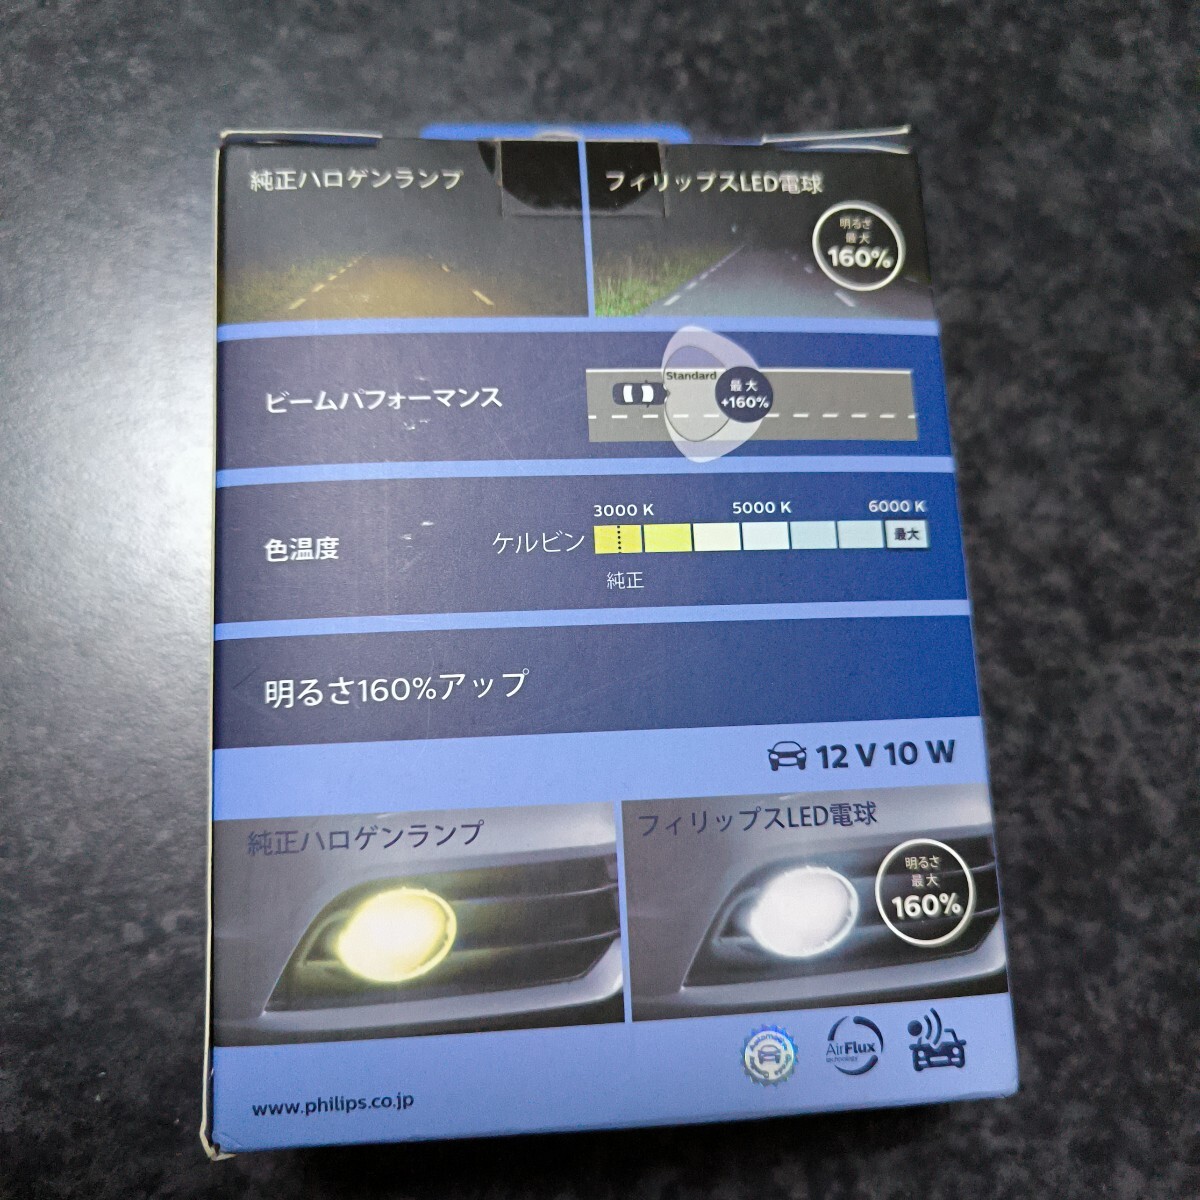 純正ハロゲンランプ
フィリップスLED電球
明るさ
最大
160%
ビームパフォーマンス
Standard
最大
+160%
色温度
ケルビン
3000 K
5000 K
6000 K
最大
純正
明るさ160%アップ
12 V 10 W
純正ハロゲンランプ
フィリップスLED電球
明るさ
最大
160%
Automotive Grade
AirFlux
technology
www.philips.co.jp